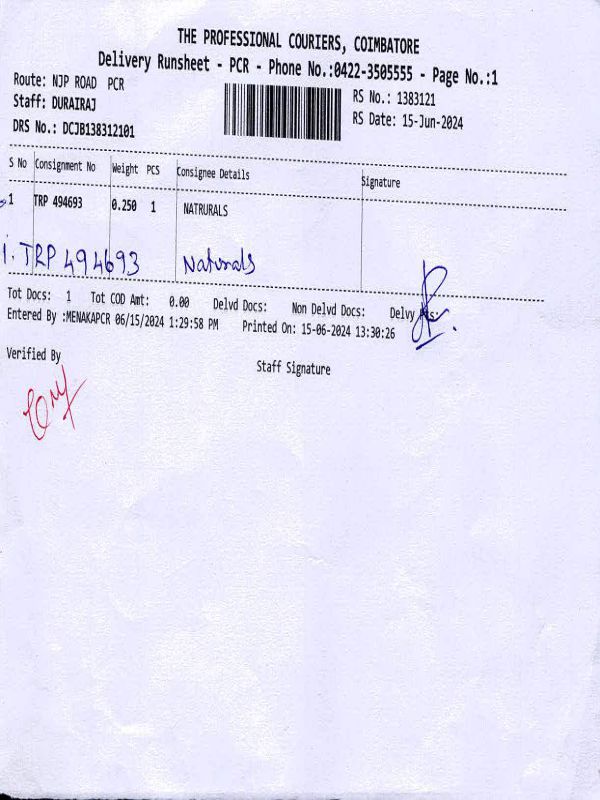 THE PROFESSIONAL COURIERS, COIMBATORE
Delivery Runsheet - PCR - Phone No.:0422-3505555 - Page No.:1
Route: NJP ROAD PCR
Staff: DURAIRAJ
DRS No.: DCJB138312101
RS No.: 1383121
RS Date: 15-Jun-2024
S No Consignment No Weight PCS Consignee Details Signature
1 TRP 494693 0.250 1 NATRURALS
1. TRP 494693 Naturals
Tot Docs: 1 Tot COD Amt: 0.00 Delvd Docs: Non Delvd Docs: Delvy
Entered By :MENAKAPCR 06/15/2024 1:29:58 PM Printed On: 15-06-2024 13:30:26
Verified By
Staff Signature